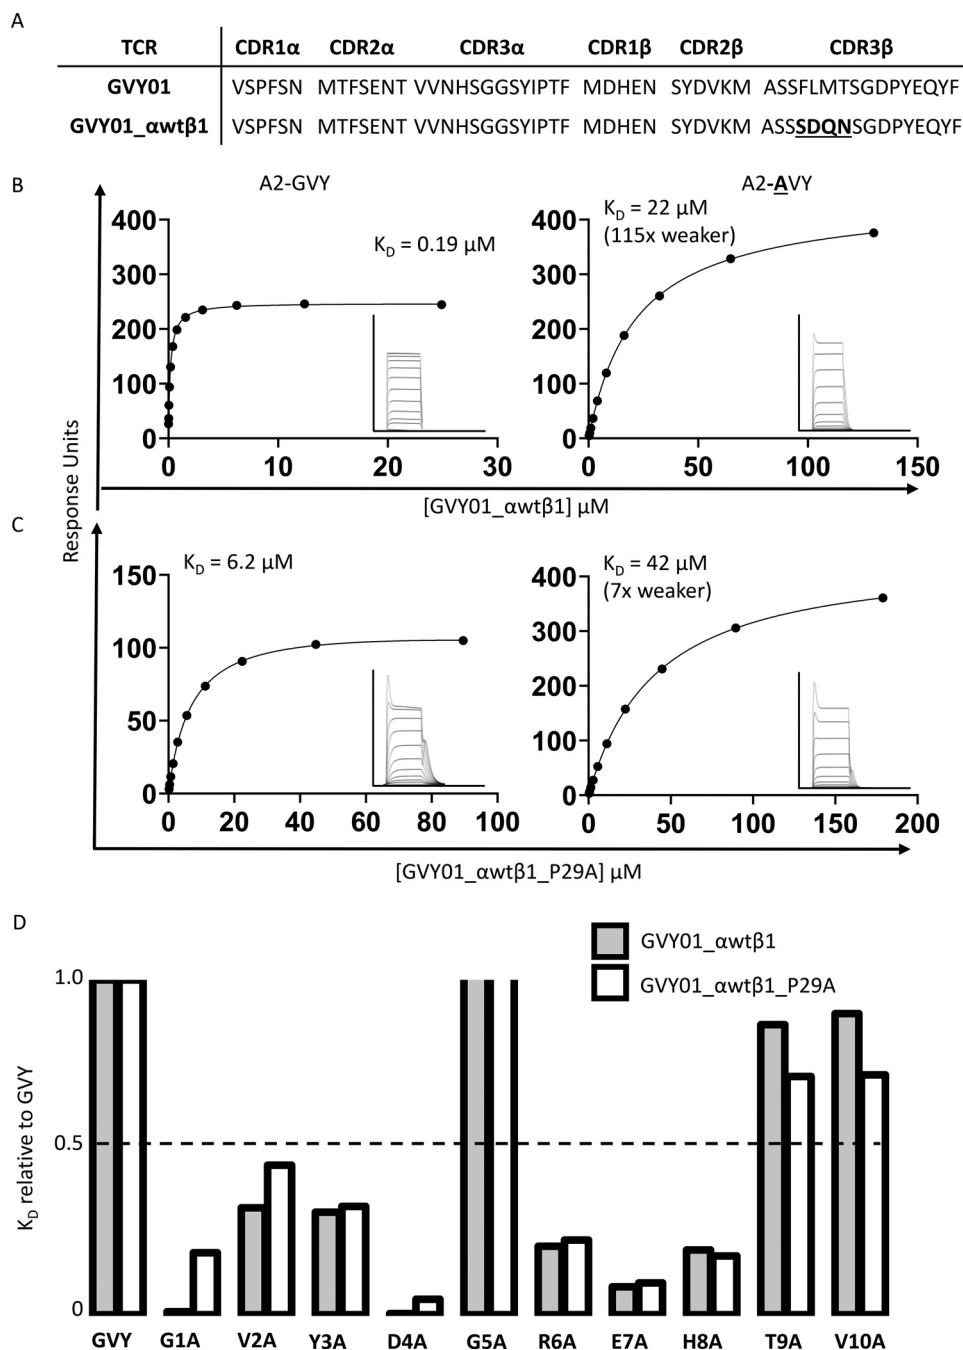 A
TCR CDR1α CDR2α CDR3α CDR1β CDR2β CDR3β
GVY01 VSPFSN MTFSENT VVNHSGGSYIPTF MDHEN SYDVKM ASSFLMTSGDPYEQYF
GVY01_αwtβ1 VSPFSN MTFSENT VVNHSGGSYIPTF MDHEN SYDVKM ASSSDQNSGDPYEQYF
B
A2-GVY
A2-AVY
400
300
200
100
0
0 10 20 30
K_D = 0.19 µM
400
300
200
100
0
0 50 100 150
K_D = 22 µM
(115x weaker)
[GVY01_αwtβ1] µM
Response Units
C
150
100
50
0
0 20 40 60 80 100
K_D = 6.2 µM
400
300
200
100
0
0 50 100 150 200
K_D = 42 µM
(7x weaker)
[GVY01_αwtβ1_P29A] µM
D
GVY01_αwtβ1
GVY01_αwtβ1_P29A
1.0
0.5
0
K_D relative to GVY
GVY G1A V2A Y3A D4A G5A R6A E7A H8A T9A V10A